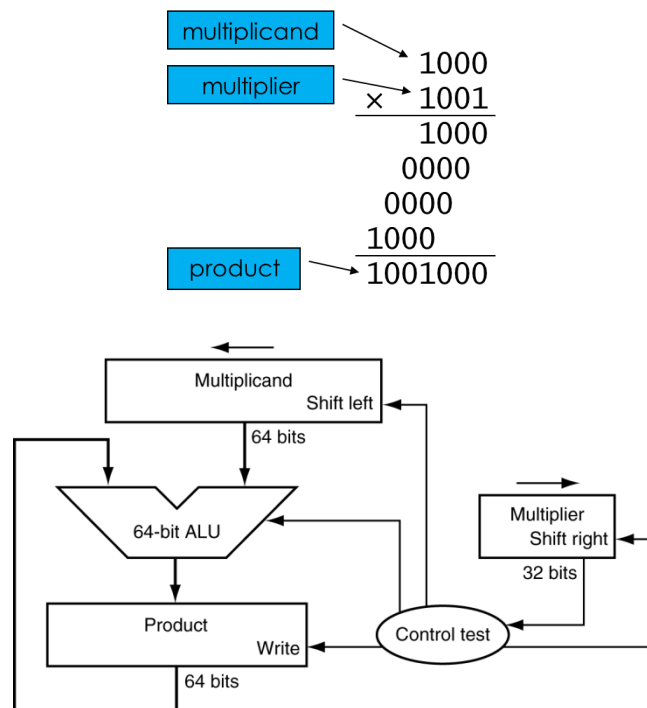 multiplicand
1000
multiplier
× 1001
1000
0000
0000
1000
product
1001000
Multiplicand
Shift left
64 bits
64-bit ALU
Multiplier
Shift right
32 bits
Product
Write
Control test
64 bits